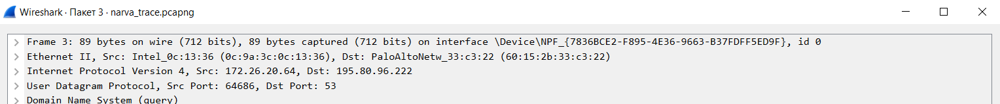 Wireshark · Пакет 3 · narva_trace.pcapng
Frame 3: 89 bytes on wire (712 bits), 89 bytes captured (712 bits) on interface \Device\NPF_{7836BCE2-F895-4E36-9663-B37FDFF5ED9F}, id 0
Ethernet II, Src: Intel_0c:13:36 (0c:9a:3c:0c:13:36), Dst: PaloAltoNetw_33:c3:22 (60:15:2b:33:c3:22)
Internet Protocol Version 4, Src: 172.26.20.64, Dst: 195.80.96.222
User Datagram Protocol, Src Port: 64686, Dst Port: 53
Domain Name System (query)